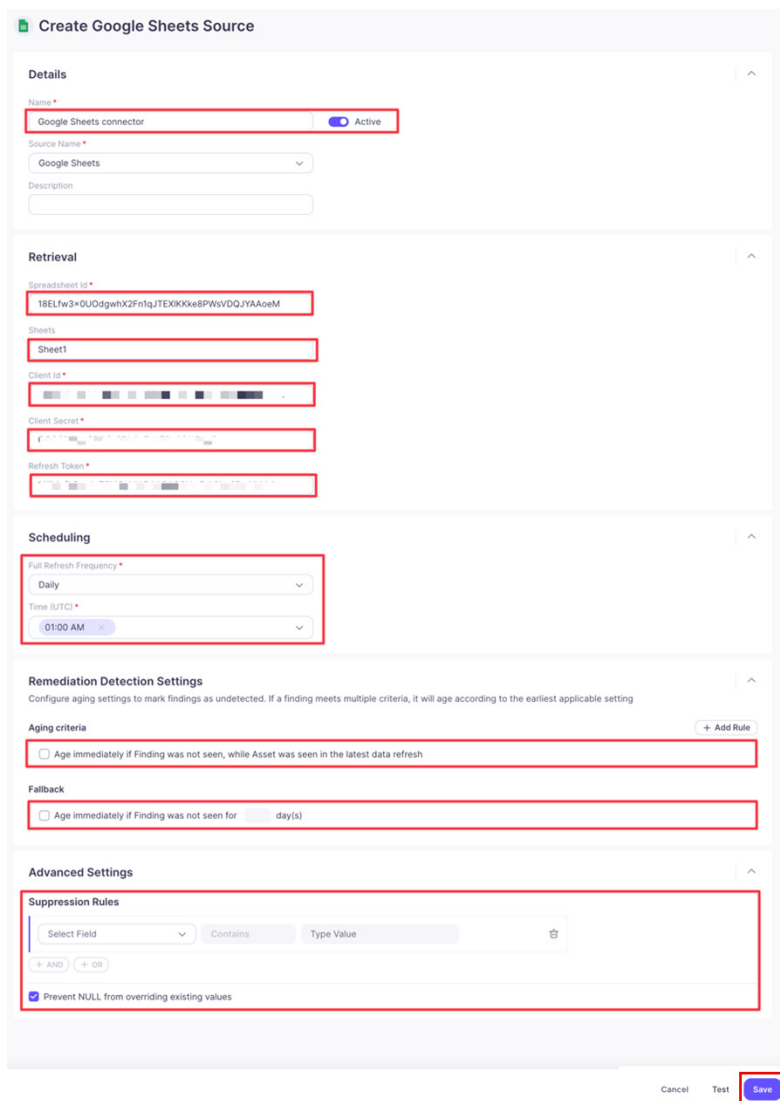 Create Google Sheets Source
Details
Name *
Google Sheets connector
Active
Source Name *
Google Sheets
Description
Retrieval
Spreadsheet Id *
Sheets
Sheet1
Client Id *
Client Secret *
Refresh Token *
Scheduling
Full Refresh Frequency *
Daily
Time (UTC) *
01:00 AM ×
Remediation Detection Settings
Configure aging settings to mark findings as undetected. If a finding meets multiple criteria, it will age according to the earliest applicable setting
Aging criteria
+ Add Rule
Age immediately if Finding was not seen, while Asset was seen in the latest data refresh
Fallback
Age immediately if Finding was not seen for day(s)
Advanced Settings
Suppression Rules
Select Field Contains Type Value
+ AND + OR
Prevent NULL from overriding existing values
Cancel Test Save